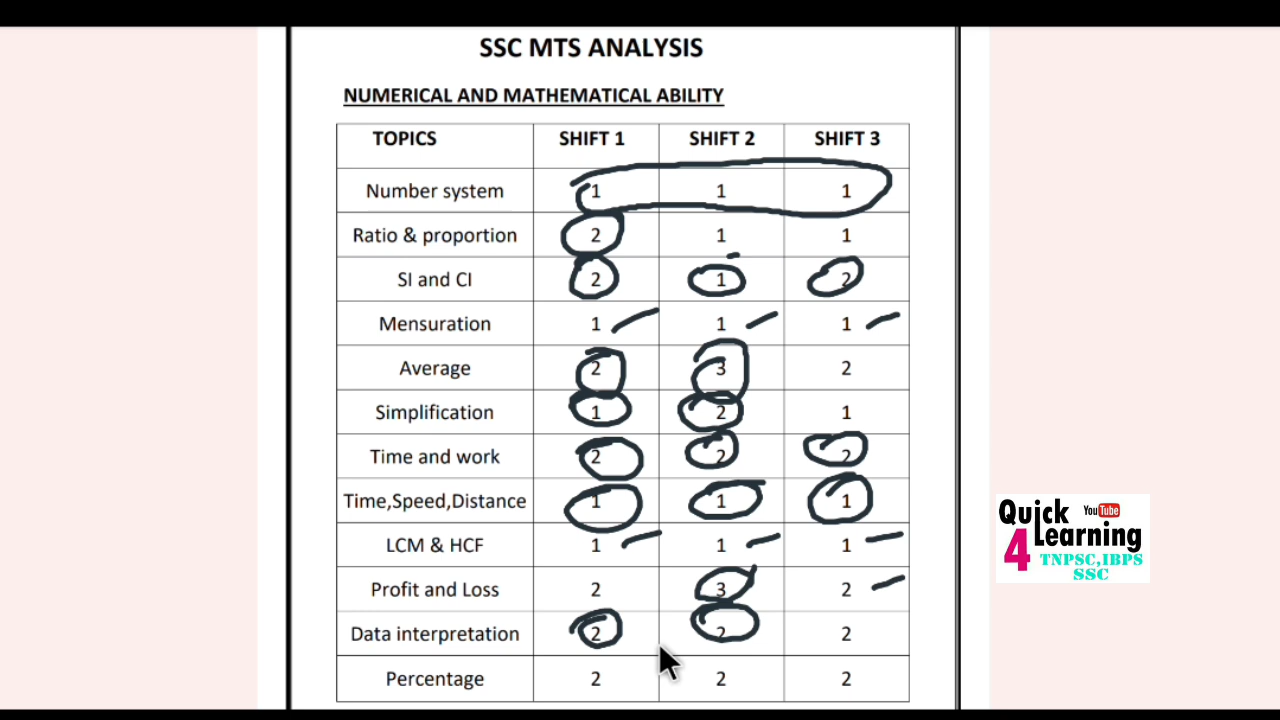 SSC MTS ANALYSIS
NUMERICAL AND MATHEMATICAL ABILITY
TOPICS SHIFT 1 SHIFT 2 SHIFT 3
Number system 1 1 1
Ratio & proportion 2 1 1
SI and CI 2 1 2
Mensuration 1 1 1
Average 2 3 2
Simplification 1 2 1
Time and work 2 2 2
Time,Speed,Distance 1 1 1
LCM & HCF 1 1 1
Profit and Loss 2 3 2
Data interpretation 2 2 2
Percentage 2 2 2
Quick YouTube
4 Learning
TNPSC,IBPS
SSC